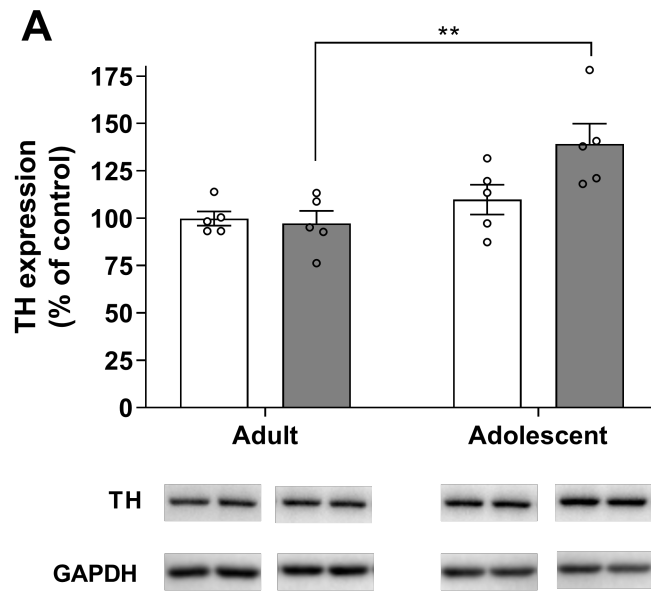 A
**
TH expression
(% of control)
175
150
125
100
75
50
25
0
Adult
Adolescent
TH
GAPDH